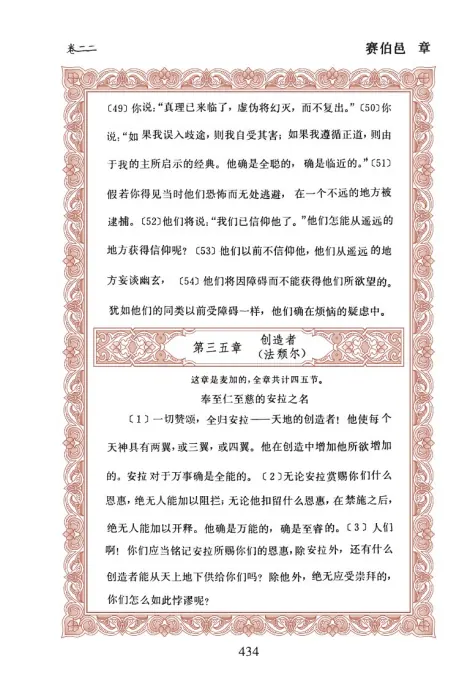 卷二二
赛伯邑 章
〔49〕你说：“真理已来临了，虚伪将幻灭，而不复出。”〔50〕你
说：“如果我误入歧途，则我自受其害；如果我遵循正道，则由
于我的主所启示的经典。他确是全聪的，确是临近的。”〔51〕
假若你得见当时他们恐怖而无处逃避，在一个不远的地方被
逮捕。〔52〕他们将说：“我们已信仰他了。”他们怎能从遥远的
地方获得信仰呢？〔53〕他们以前不信仰他，他们从遥远的地
方妄谈幽玄，〔54〕他们将因障碍而不能获得他们所欲望的。
犹如他们的同类以前受障碍一样，他们确在烦恼的疑虑中。
第三五章 创造者
（法颓尔）
这章是麦加的，全章共计四五节。
奉至仁至慈的安拉之名
〔1〕一切赞颂，全归安拉——天地的创造者！他使每个
天神具有两翼，或三翼，或四翼。他在创造中增加他所欲增加
的。安拉对于万事确是全能的。〔2〕无论安拉赏赐你们什么
恩惠，绝无人能加以阻拦；无论他扣留什么恩惠，在禁施之后，
绝无人能加以开释。他确是万能的，确是至睿的。〔3〕人们
啊！你们应当铭记安拉所赐你们的恩惠，除安拉外，还有什么
创造者能从天上地下供给你们吗？除他外，绝无应受崇拜的，
你们怎么如此悖谬呢？
434